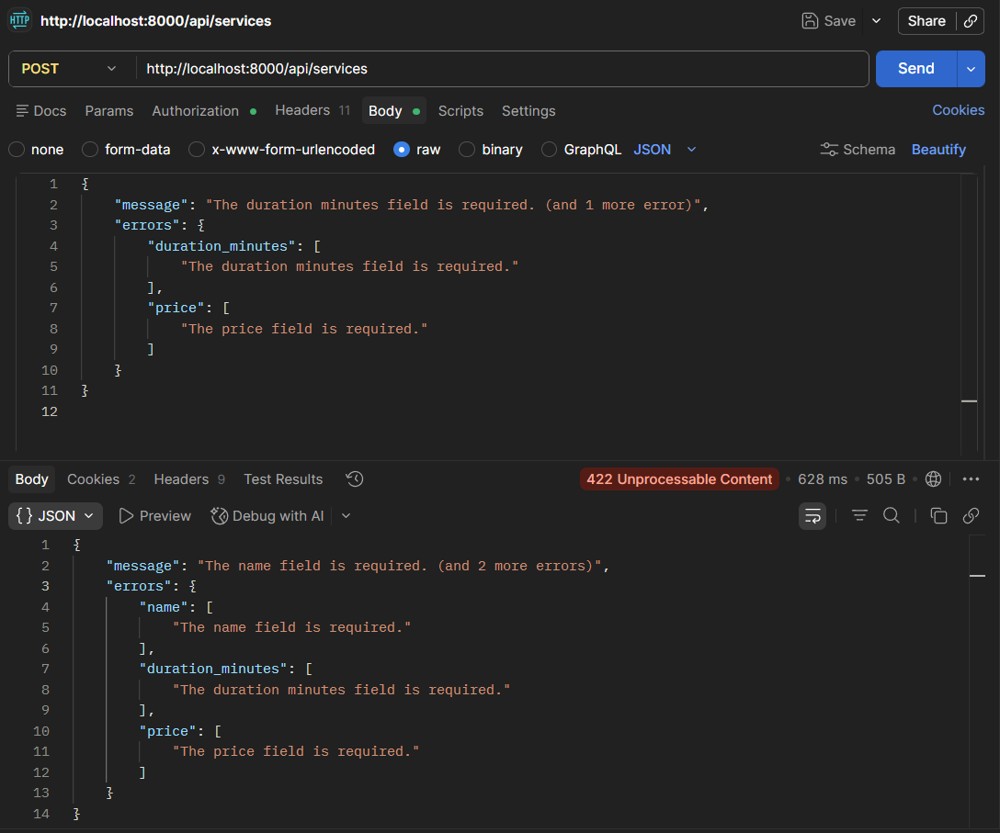 HTTP http://localhost:8000/api/services Save Share
POST http://localhost:8000/api/services Send
Docs Params Authorization Headers 11 Body Scripts Settings Cookies
none form-data x-www-form-urlencoded raw binary GraphQL JSON Schema Beautify
1 {
2 "message": "The duration minutes field is required. (and 1 more error)",
3 "errors": {
4 "duration_minutes": [
5 "The duration minutes field is required."
6 ],
7 "price": [
8 "The price field is required."
9 ]
10 }
11 }
12
Body Cookies 2 Headers 9 Test Results 422 Unprocessable Content • 628 ms • 505 B •
{} JSON Preview Debug with AI
1 {
2 "message": "The name field is required. (and 2 more errors)",
3 "errors": {
4 "name": [
5 "The name field is required."
6 ],
7 "duration_minutes": [
8 "The duration minutes field is required."
9 ],
10 "price": [
11 "The price field is required."
12 ]
13 }
14 }